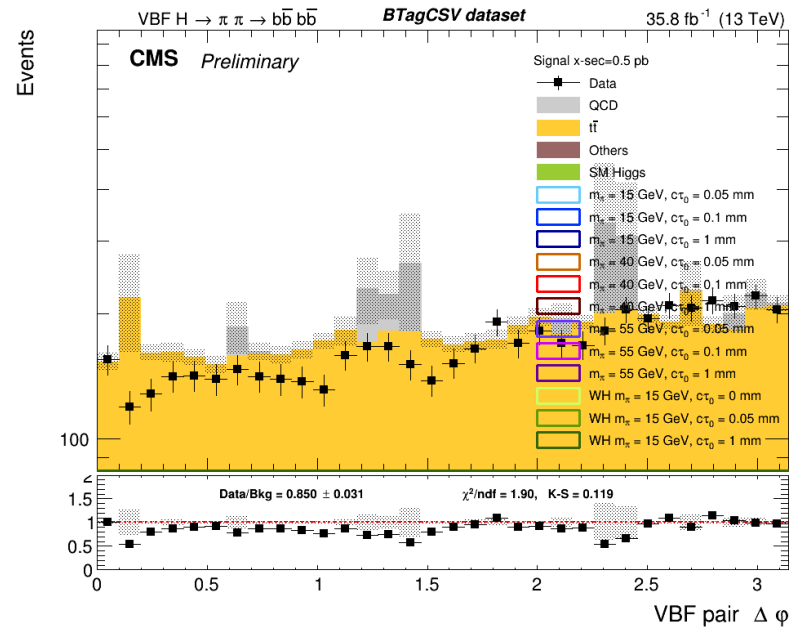 VBF H → π π → bb̅ bb̅
BTagCSV dataset
35.8 fb⁻¹ (13 TeV)
Events
CMS Preliminary
Signal x-sec=0.5 pb
Data
QCD
tt̅
Others
SM Higgs
mπ = 15 GeV, cτ₀ = 0.05 mm
mπ = 15 GeV, cτ₀ = 0.1 mm
mπ = 15 GeV, cτ₀ = 1 mm
mπ = 40 GeV, cτ₀ = 0.05 mm
mπ = 40 GeV, cτ₀ = 0.1 mm
mπ = 40 GeV, cτ₀ = 1 mm
mπ = 55 GeV, cτ₀ = 0.05 mm
mπ = 55 GeV, cτ₀ = 0.1 mm
mπ = 55 GeV, cτ₀ = 1 mm
WH mπ = 15 GeV, cτ₀ = 0 mm
WH mπ = 15 GeV, cτ₀ = 0.05 mm
WH mπ = 15 GeV, cτ₀ = 1 mm
100
Data/Bkg = 0.850 ± 0.031
χ²/ndf = 1.90, K-S = 0.119
2
1.5
1
0.5
0
0 0.5 1 1.5 2 2.5 3
VBF pair Δ φ